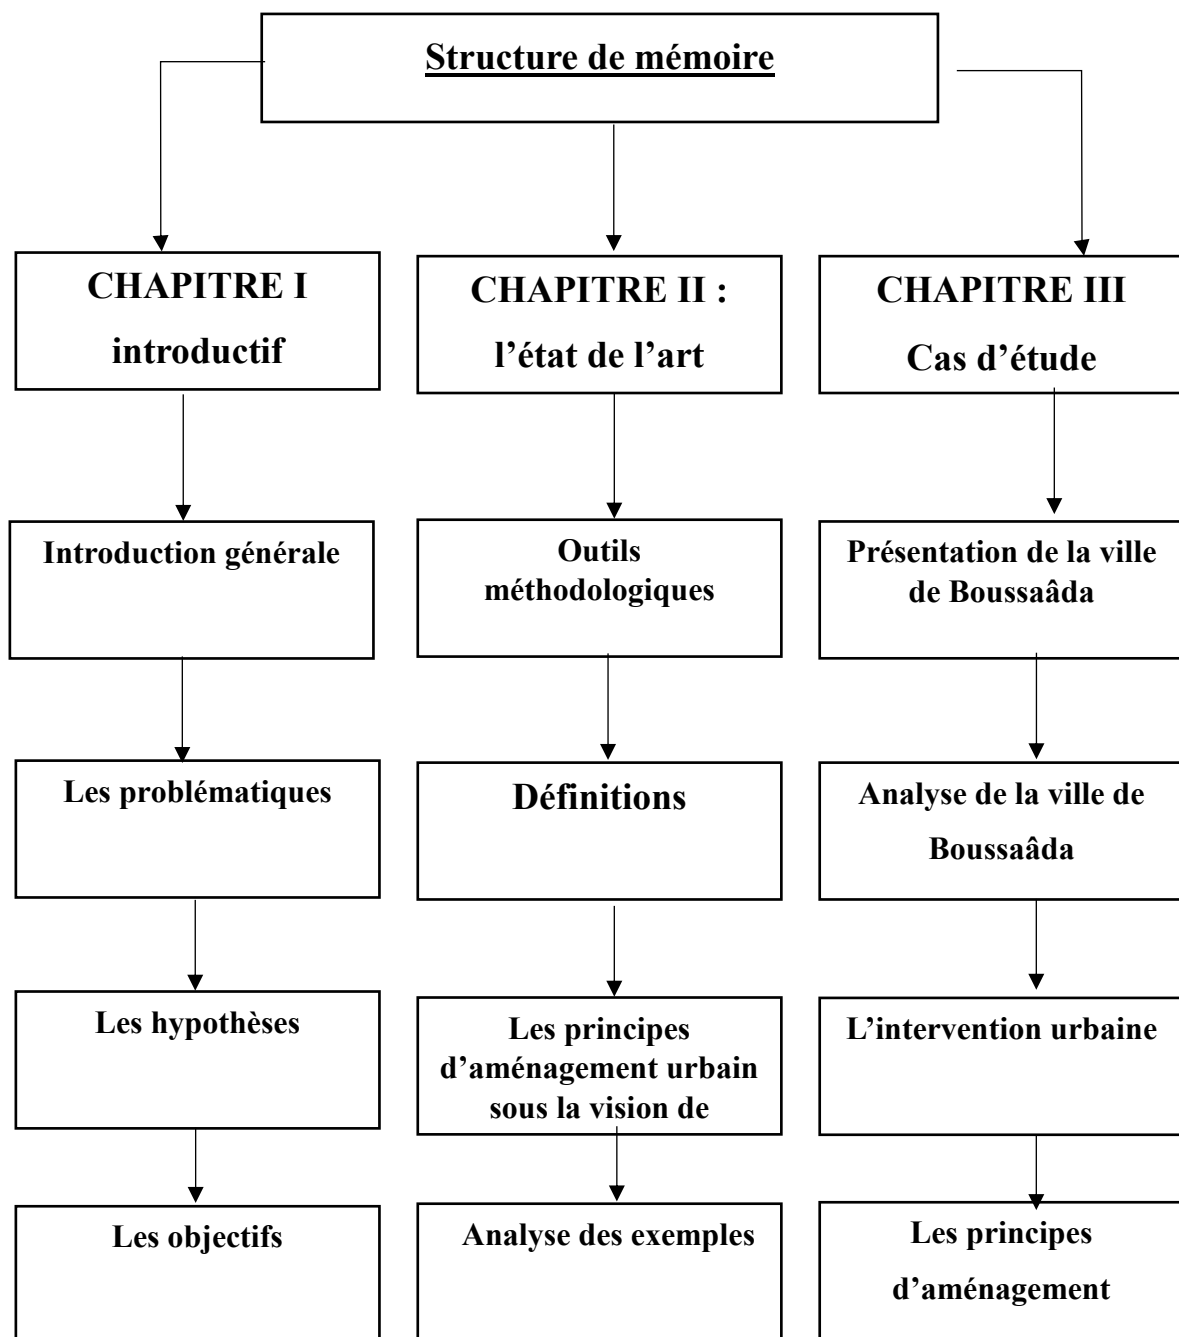 Structure de mémoire
CHAPITRE I
introductif
CHAPITRE II :
l’état de l’art
CHAPITRE III
Cas d’étude
Introduction générale
Outils
méthodologiques
Présentation de la ville
de Boussaâda
Les problématiques
Définitions
Analyse de la ville de
Boussaâda
Les hypothèses
Les principes
d’aménagement urbain
sous la vision de
L’intervention urbaine
Les objectifs
Analyse des exemples
Les principes
d’aménagement